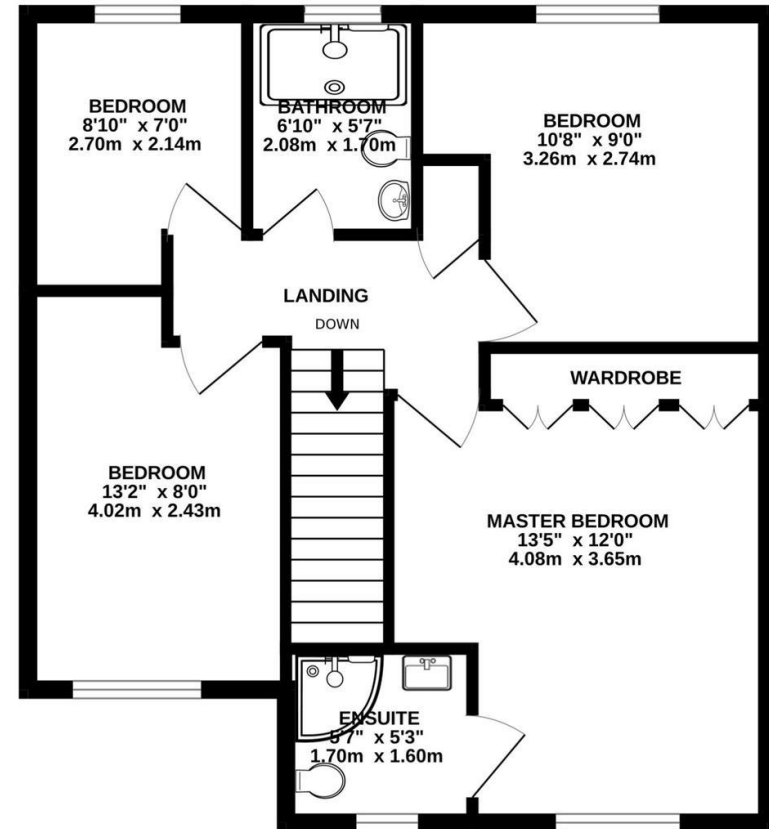 BEDROOM
8'10" x 7'0"
2.70m x 2.14m
BATHROOM
6'10" x 5'7"
2.08m x 1.70m
BEDROOM
10'8" x 9'0"
3.26m x 2.74m
LANDING
DOWN
WARDROBE
BEDROOM
13'2" x 8'0"
4.02m x 2.43m
MASTER BEDROOM
13'5" x 12'0"
4.08m x 3.65m
ENSUITE
5'7" x 5'3"
1.70m x 1.60m